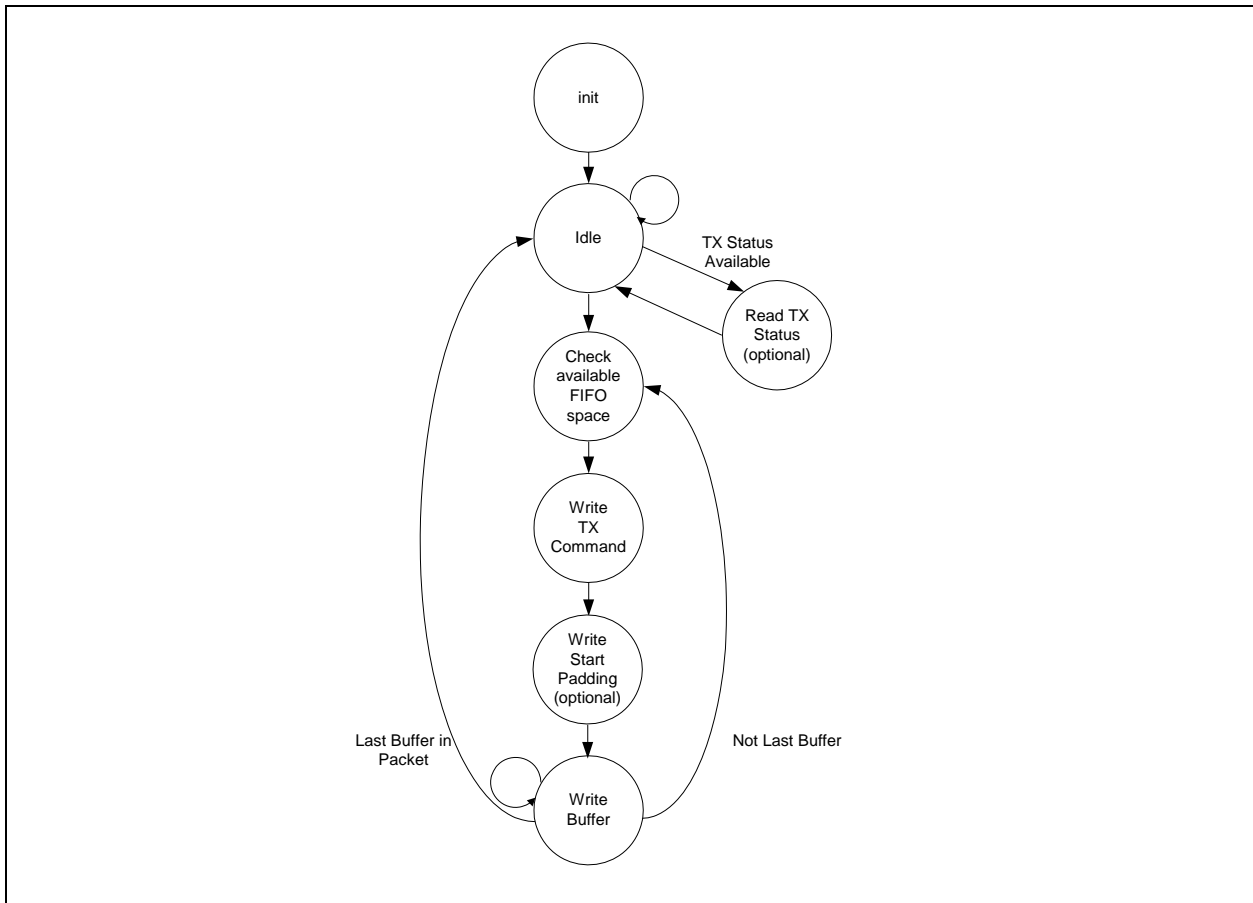 init
Idle
TX Status
Available
Read TX
Status
(optional)
Check
available
FIFO
space
Write
TX
Command
Write
Start
Padding
(optional)
Last Buffer in
Packet
Not Last Buffer
Write
Buffer